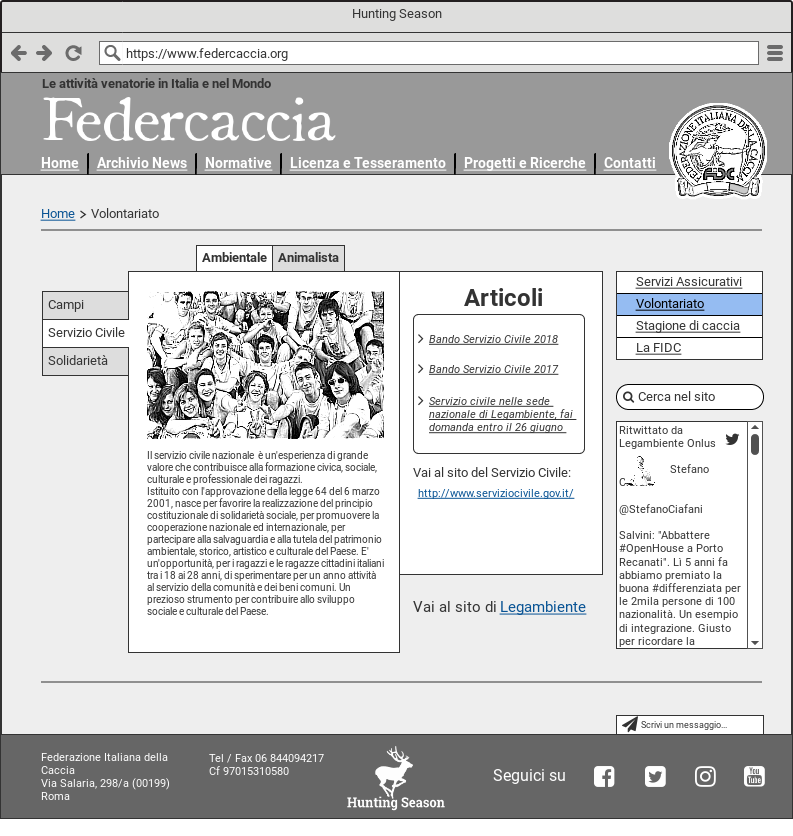 Hunting Season
https://www.federcaccia.org
Le attività venatorie in Italia e nel Mondo
Federcaccia
Home
Archivio News
Normative
Licenza e Tesseramento
Progetti e Ricerche
Contatti
FEDERAZIONE ITALIANA DELLA CACCIA
FIDC
Home > Volontariato
Ambientale
Animalista
Campi
Servizio Civile
Solidarietà
Il servizio civile nazionale è un'esperienza di grande
valore che contribuisce alla formazione civica, sociale,
culturale e professionale dei ragazzi.
Istituito con l'approvazione della legge 64 del 6 marzo
2001, nasce per favorire la realizzazione del principio
costituzionale di solidarietà sociale, per promuovere la
cooperazione nazionale ed internazionale, per
partecipare alla salvaguardia e alla tutela del patrimonio
ambientale, storico, artistico e culturale del Paese. E'
un'opportunità, per i ragazzi e le ragazze cittadini italiani
tra i 18 ai 28 anni, di sperimentare per un anno attività
al servizio della comunità e dei beni comuni. Un
prezioso strumento per contribuire allo sviluppo
sociale e culturale del Paese.
Articoli
Bando Servizio Civile 2018
Bando Servizio Civile 2017
Servizio civile nelle sede
nazionale di Legambiente, fai
domanda entro il 26 giugno
Vai al sito del Servizio Civile:
http://www.serviziocivile.gov.it/
Vai al sito di Legambiente
Servizi Assicurativi
Volontariato
Stagione di caccia
La FIDC
Cerca nel sito
Ritwittato da
Legambiente Onlus
Stefano
C
@StefanoCiafani
Salvini: "Abbattere
#OpenHouse a Porto
Recanati". Lì 5 anni fa
abbiamo premiato la
buona #differenziata per
le 2mila persone di 100
nazionalità. Un esempio
di integrazione. Giusto
per ricordare la
Scrivi un messaggio...
Federazione Italiana della
Caccia
Via Salaria, 298/a (00199)
Roma
Tel / Fax 06 844094217
Cf 97015310580
Hunting Season
Seguici su
You
Tube